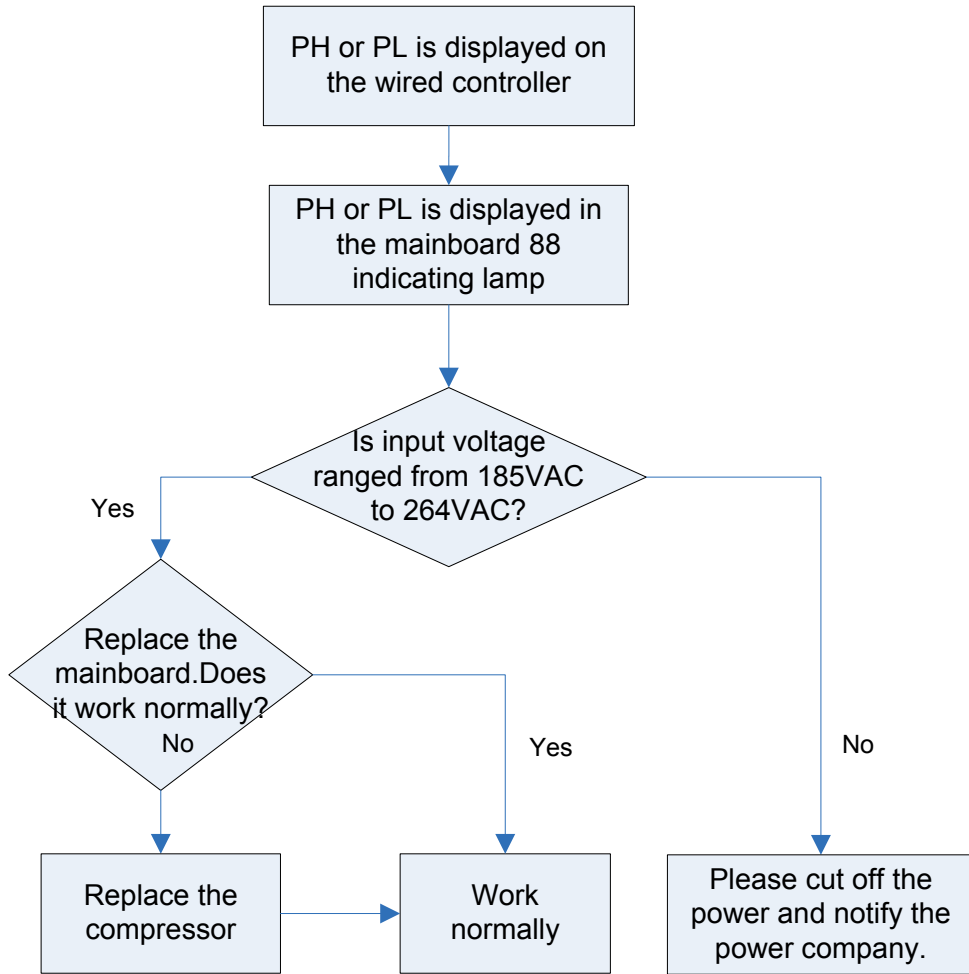 PH or PL is displayed on
the wired controller
PH or PL is displayed in
the mainboard 88
indicating lamp
Is input voltage
ranged from 185VAC
to 264VAC?
Yes
Replace the
mainboard.Does
it work normally?
No
Yes
No
Replace the
compressor
Work
normally
Please cut off the
power and notify the
power company.